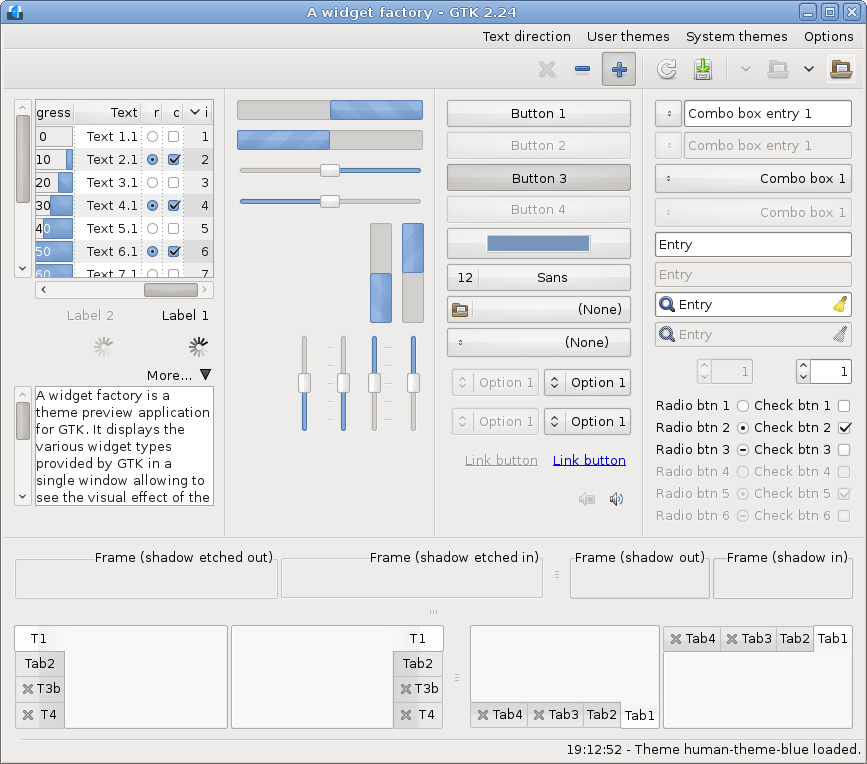 A widget factory - GTK 2.24
Text direction User themes System themes Options
gress Text r c i
0 Text 1.1 1
10 Text 2.1 2
20 Text 3.1 3
30 Text 4.1 4
40 Text 5.1 5
50 Text 6.1 6
60 Text 7.1 7
Label 2 Label 1
More...
A widget factory is a
theme preview application
for GTK. It displays the
various widget types
provided by GTK in a
single window allowing to
see the visual effect of the
Button 1
Button 2
Button 3
Button 4
12 Sans
(None)
(None)
Option 1 Option 1
Option 1 Option 1
Link button Link button
Combo box entry 1
Combo box entry 1
Combo box 1
Combo box 1
Entry
Entry
Entry
Entry
1 1
Radio btn 1 Check btn 1
Radio btn 2 Check btn 2
Radio btn 3 Check btn 3
Radio btn 4 Check btn 4
Radio btn 5 Check btn 5
Radio btn 6 Check btn 6
Frame (shadow etched out) Frame (shadow etched in) Frame (shadow out) Frame (shadow in)
T1
Tab2
T3b
T4
T1
Tab2
T3b
T4
Tab4 Tab3 Tab2 Tab1
Tab4 Tab3 Tab2 Tab1
19:12:52 - Theme human-theme-blue loaded.